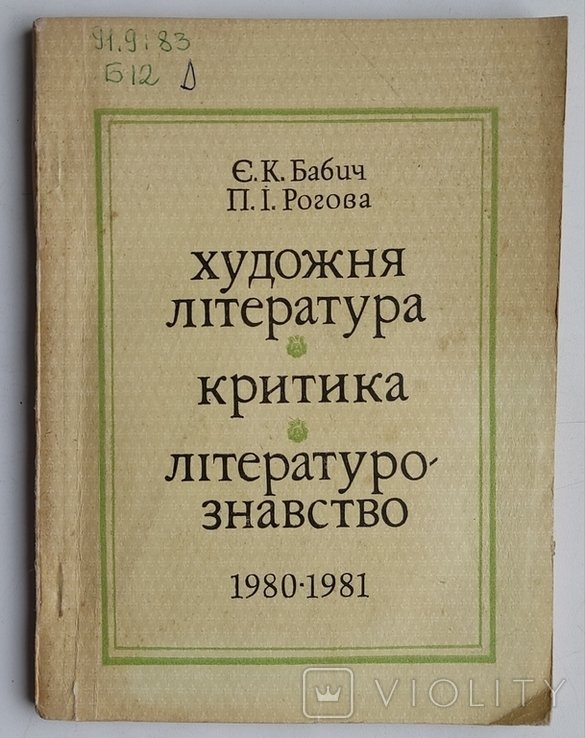 91.9:83
Б12 Д
Є.К.Бабич
П.І.Рогова
художня
література
критика
літературо-
знавство
1980·1981
VIOLITY